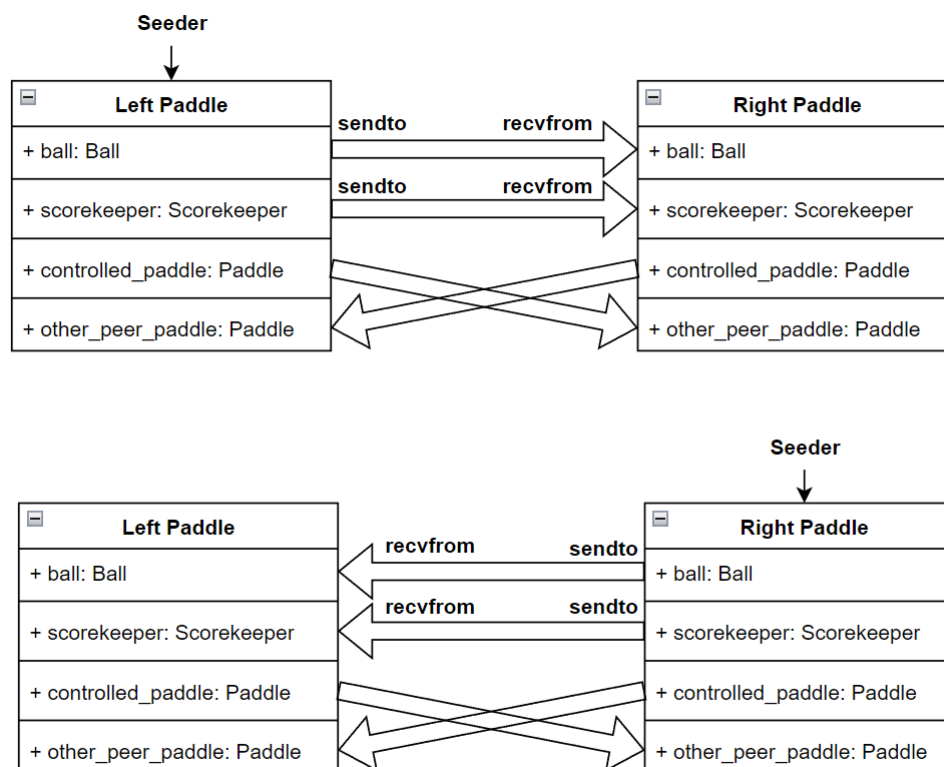 Seeder
Left Paddle
Right Paddle
sendto recvfrom
+ ball: Ball
+ ball: Ball
sendto recvfrom
+ scorekeeper: Scorekeeper
+ scorekeeper: Scorekeeper
+ controlled_paddle: Paddle
+ controlled_paddle: Paddle
+ other_peer_paddle: Paddle
+ other_peer_paddle: Paddle
Seeder
Left Paddle
Right Paddle
recvfrom sendto
+ ball: Ball
+ ball: Ball
recvfrom sendto
+ scorekeeper: Scorekeeper
+ scorekeeper: Scorekeeper
+ controlled_paddle: Paddle
+ controlled_paddle: Paddle
+ other_peer_paddle: Paddle
+ other_peer_paddle: Paddle